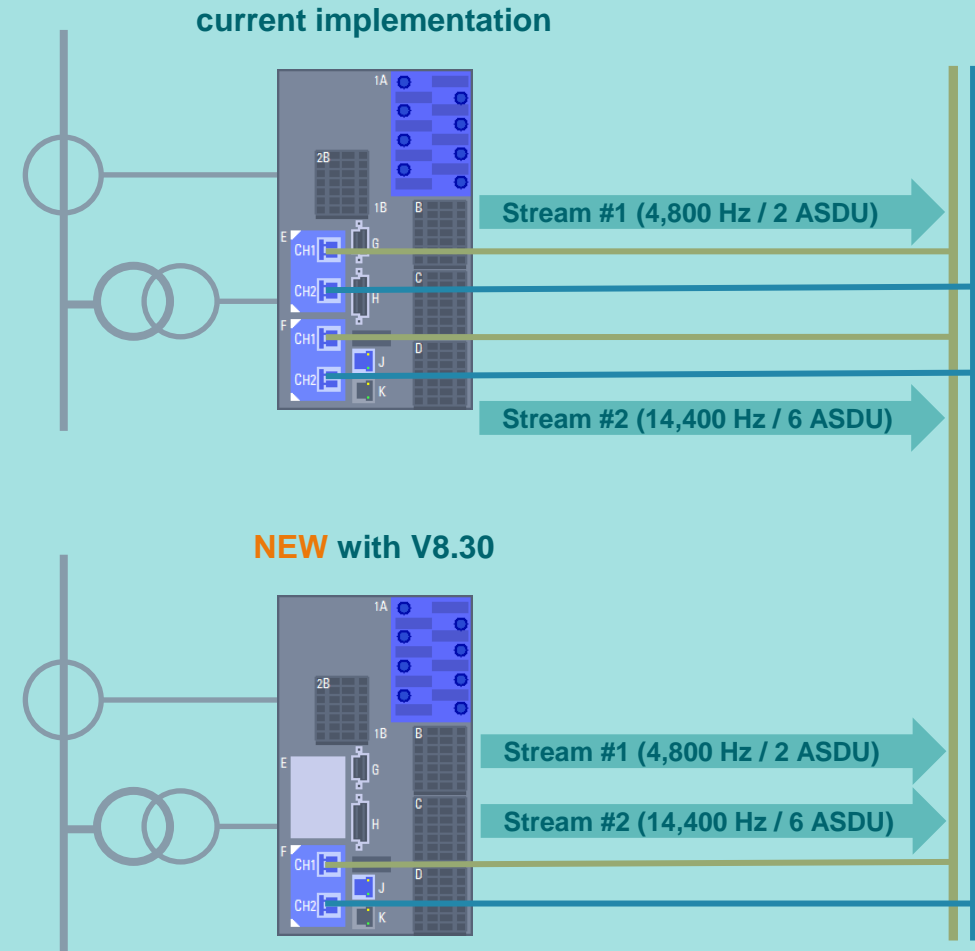 current implementation
1A
2B
1B
B
E
G
CH1
C
CH2
H
F
CH1
D
J
CH2
K
Stream #1 (4,800 Hz / 2 ASDU)
Stream #2 (14,400 Hz / 6 ASDU)
NEW with V8.30
1A
2B
1B
B
E
G
C
H
F
CH1
D
J
CH2
K
Stream #1 (4,800 Hz / 2 ASDU)
Stream #2 (14,400 Hz / 6 ASDU)